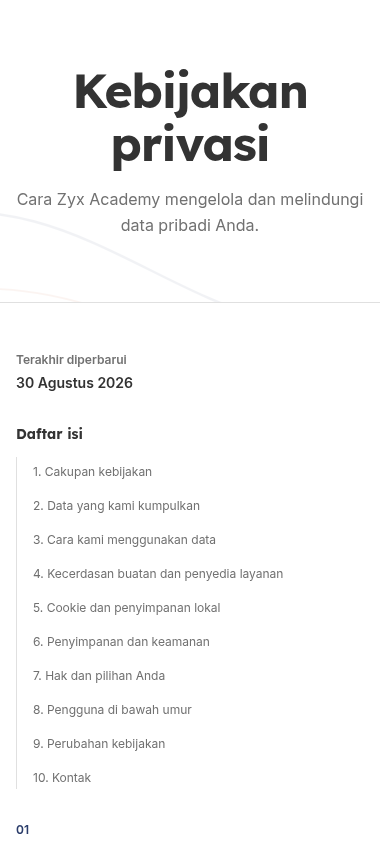 Kebijakan
privasi
Cara Zyx Academy mengelola dan melindungi
data pribadi Anda.
Terakhir diperbarui
30 Agustus 2026
Daftar isi
1. Cakupan kebijakan
2. Data yang kami kumpulkan
3. Cara kami menggunakan data
4. Kecerdasan buatan dan penyedia layanan
5. Cookie dan penyimpanan lokal
6. Penyimpanan dan keamanan
7. Hak dan pilihan Anda
8. Pengguna di bawah umur
9. Perubahan kebijakan
10. Kontak
01